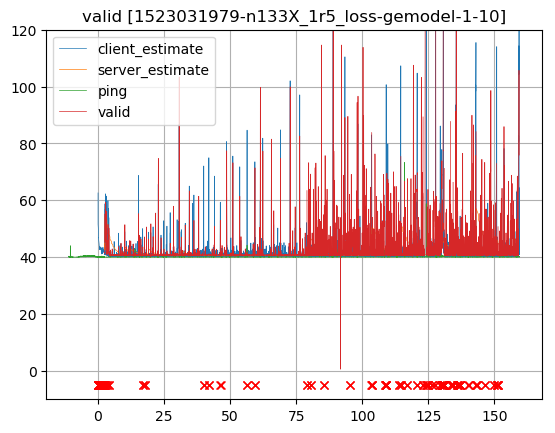 valid [1523031979-n133X_1r5_loss-gemodel-1-10]
client_estimate
server_estimate
ping
valid
120
100
80
60
40
20
0
0
25
50
75
100
125
150